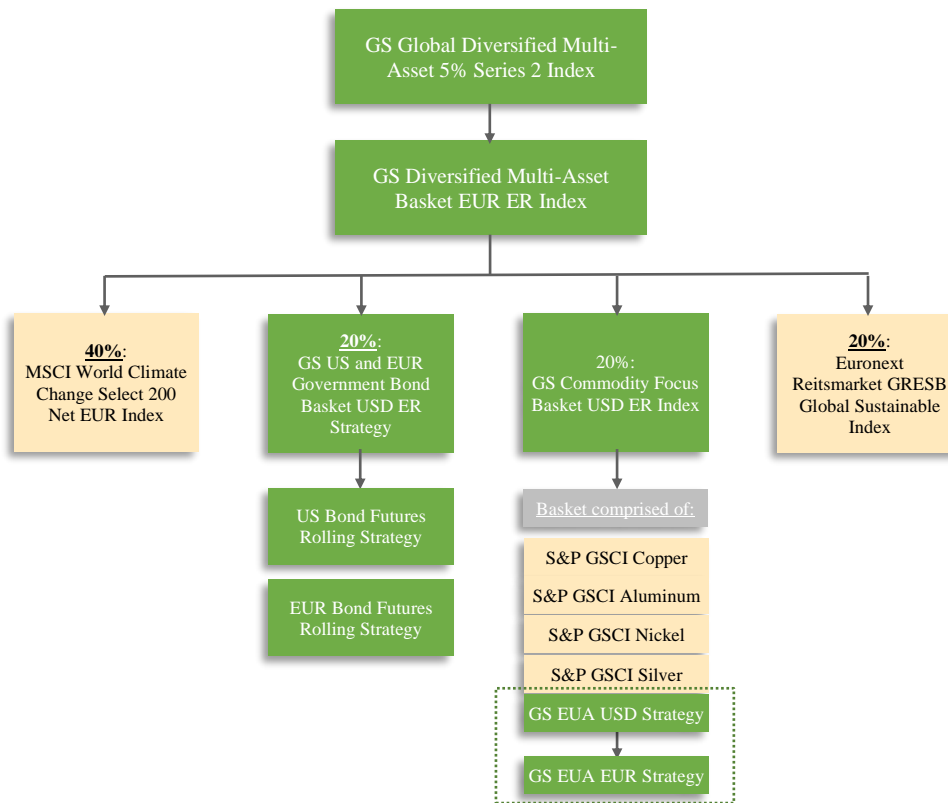 GS Global Diversified Multi-
Asset 5% Series 2 Index
GS Diversified Multi-Asset
Basket EUR ER Index
40%:
MSCI World Climate
Change Select 200
Net EUR Index
20%:
GS US and EUR
Government Bond
Basket USD ER
Strategy
20%:
GS Commodity Focus
Basket USD ER Index
20%:
Euronext
Reitsmarket GRESB
Global Sustainable
Index
US Bond Futures
Rolling Strategy
EUR Bond Futures
Rolling Strategy
Basket comprised of:
S&P GSCI Copper
S&P GSCI Aluminum
S&P GSCI Nickel
S&P GSCI Silver
GS EUA USD Strategy
GS EUA EUR Strategy